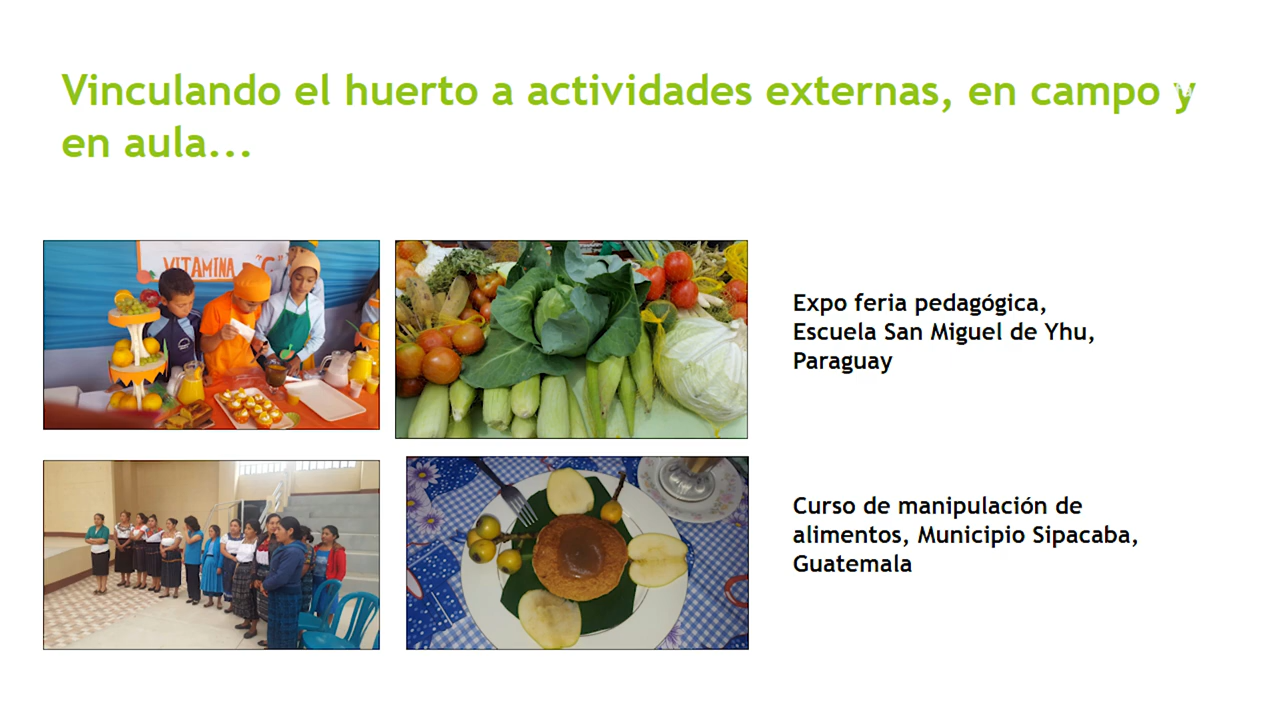 Vinculando el huerto a actividades externas, en campo y
en aula...
VITAMINA "C"
Expo feria pedagógica,
Escuela San Miguel de Yhu,
Paraguay
Curso de manipulación de
alimentos, Municipio Sipacaba,
Guatemala